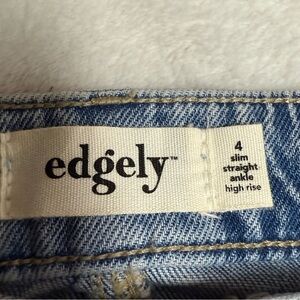 edgely™
4
slim
straight
ankle
high rise